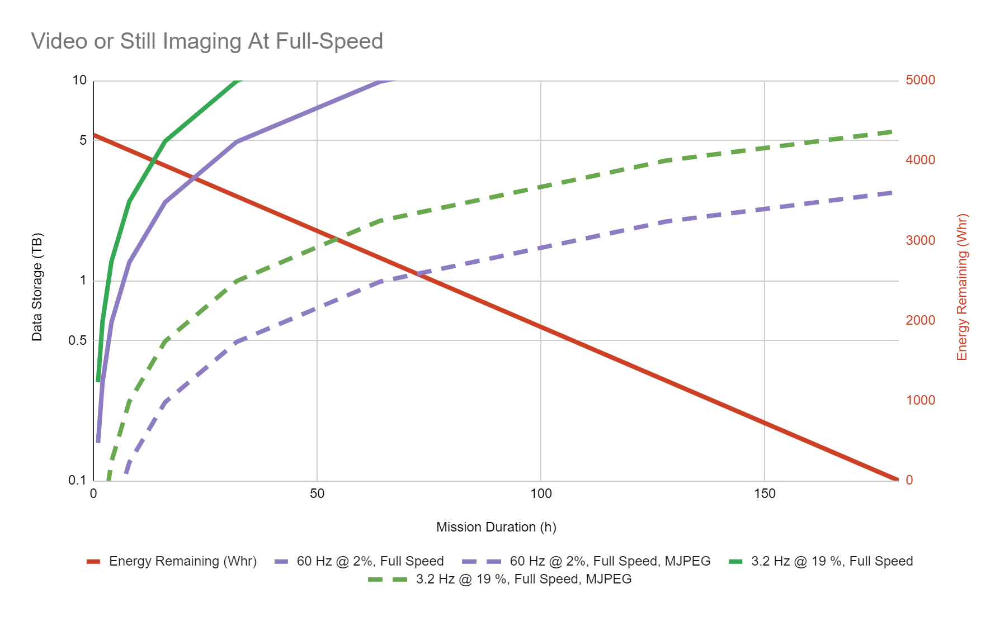 Video or Still Imaging At Full-Speed
10
5
1
0.5
0.1
Data Storage (TB)
5000
4000
3000
2000
1000
0
Energy Remaining (Whr)
0 50 100 150
Mission Duration (h)
Energy Remaining (Whr) 60 Hz @ 2%, Full Speed 60 Hz @ 2%, Full Speed, MJPEG 3.2 Hz @ 19 %, Full Speed
3.2 Hz @ 19 %, Full Speed, MJPEG